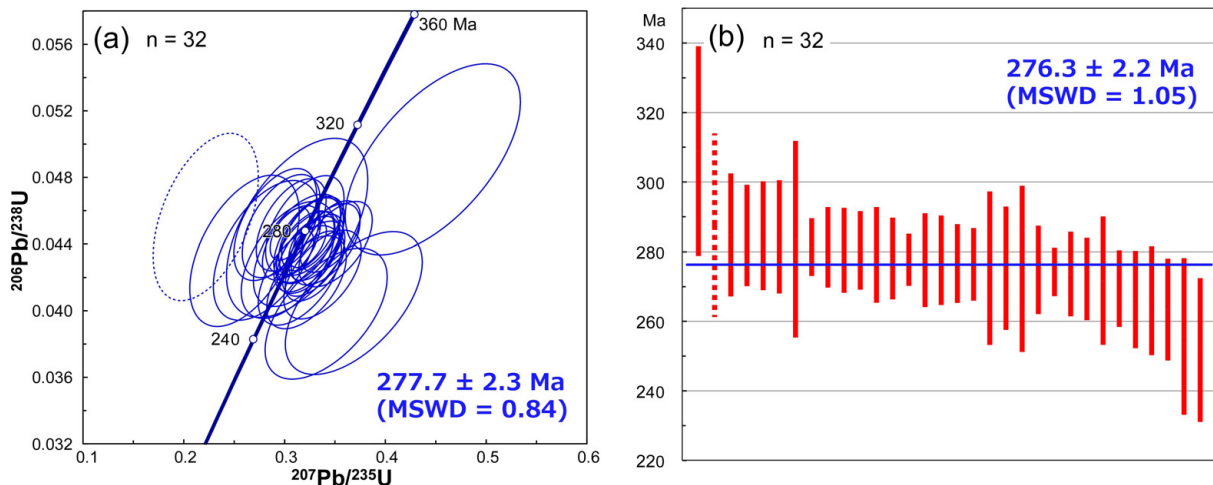 (a) n = 32
360 Ma
0.056
0.052
320
0.048
280
0.044
0.040
240
0.036
0.032
277.7 ± 2.3 Ma
(MSWD = 0.84)
0.1 0.2 0.3 0.4 0.5 0.6
²⁰⁷Pb/²³⁵U
²⁰⁶Pb/²³⁸U
Ma
(b) n = 32
276.3 ± 2.2 Ma
(MSWD = 1.05)
340
320
300
280
260
240
220